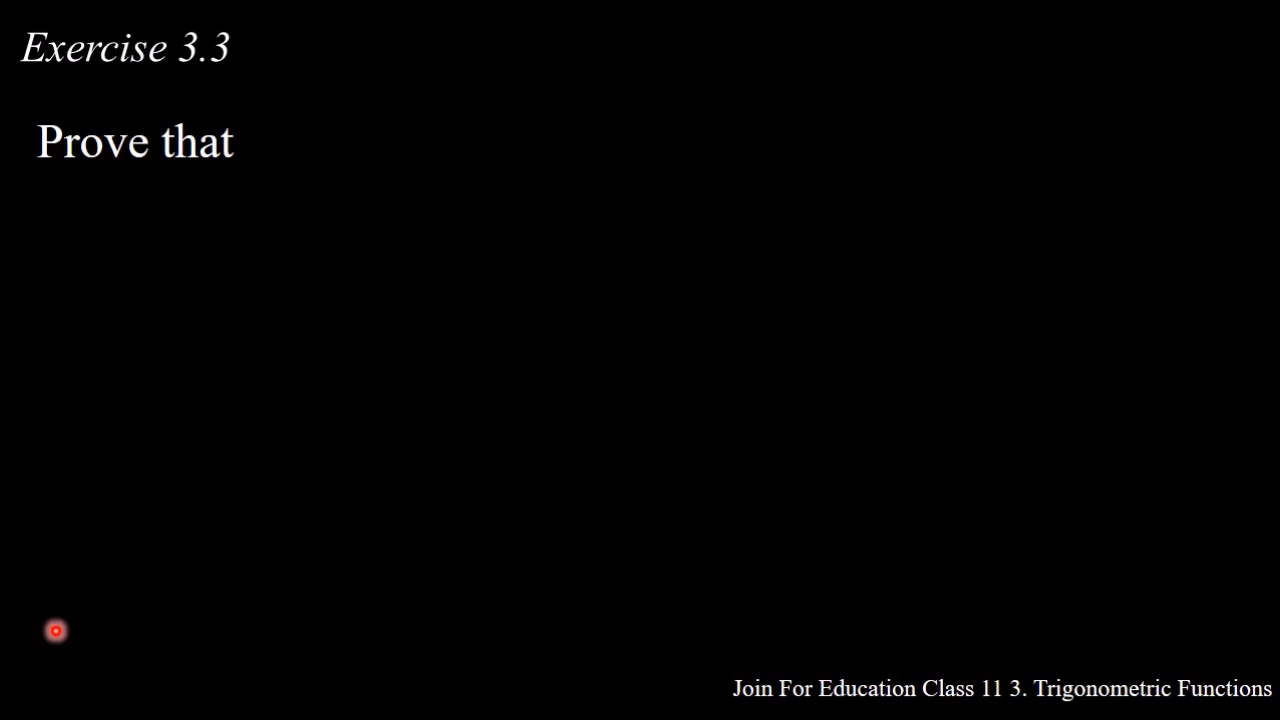 Exercise 3.3
Prove that
Join For Education Class 11 3. Trigonometric Functions